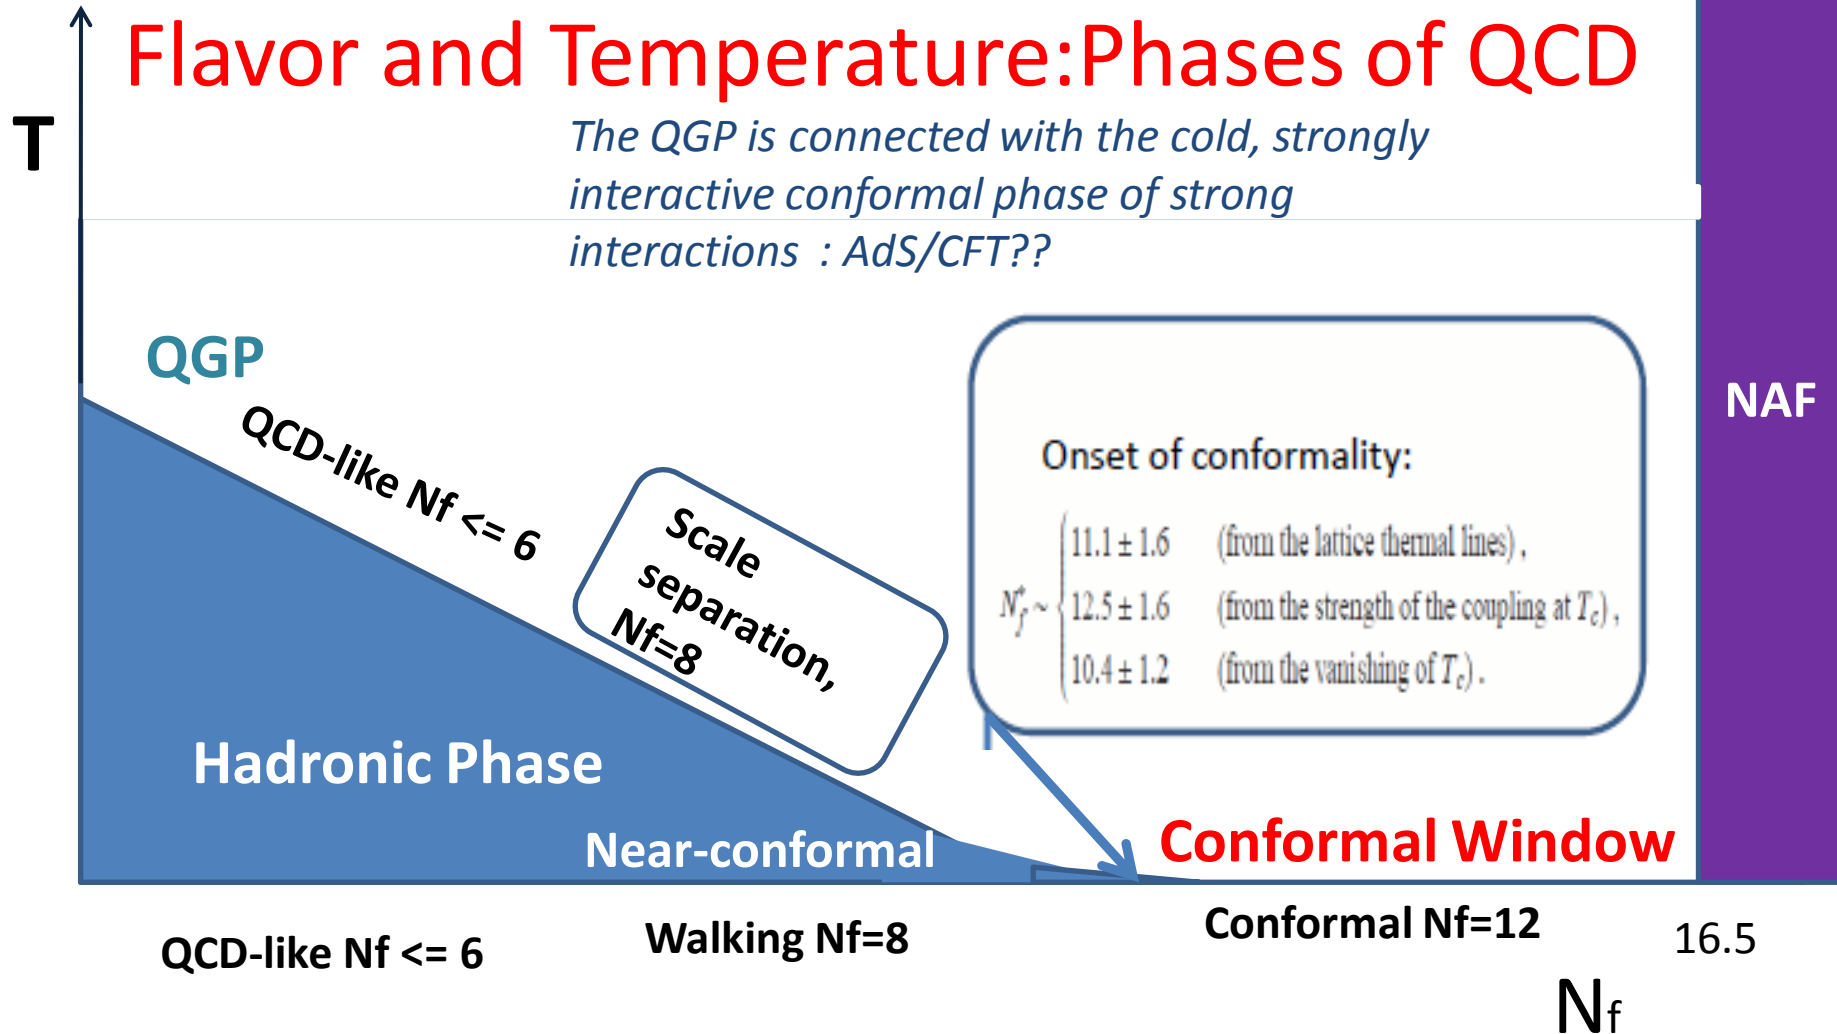 Flavor and Temperature:Phases of QCD
T
The QGP is connected with the cold, strongly
interactive conformal phase of strong
interactions : AdS/CFT??
QGP
NAF
QCD-like Nf <= 6
Scale
separation,
Nf=8
Onset of conformality:
N*f ~ { 11.1 ± 1.6 (from the lattice thermal lines) ,
12.5 ± 1.6 (from the strength of the coupling at Tc) ,
10.4 ± 1.2 (from the vanishing of Tc) .
Hadronic Phase
Near-conformal
Conformal Window
QCD-like Nf <= 6
Walking Nf=8
Conformal Nf=12
16.5
Nf